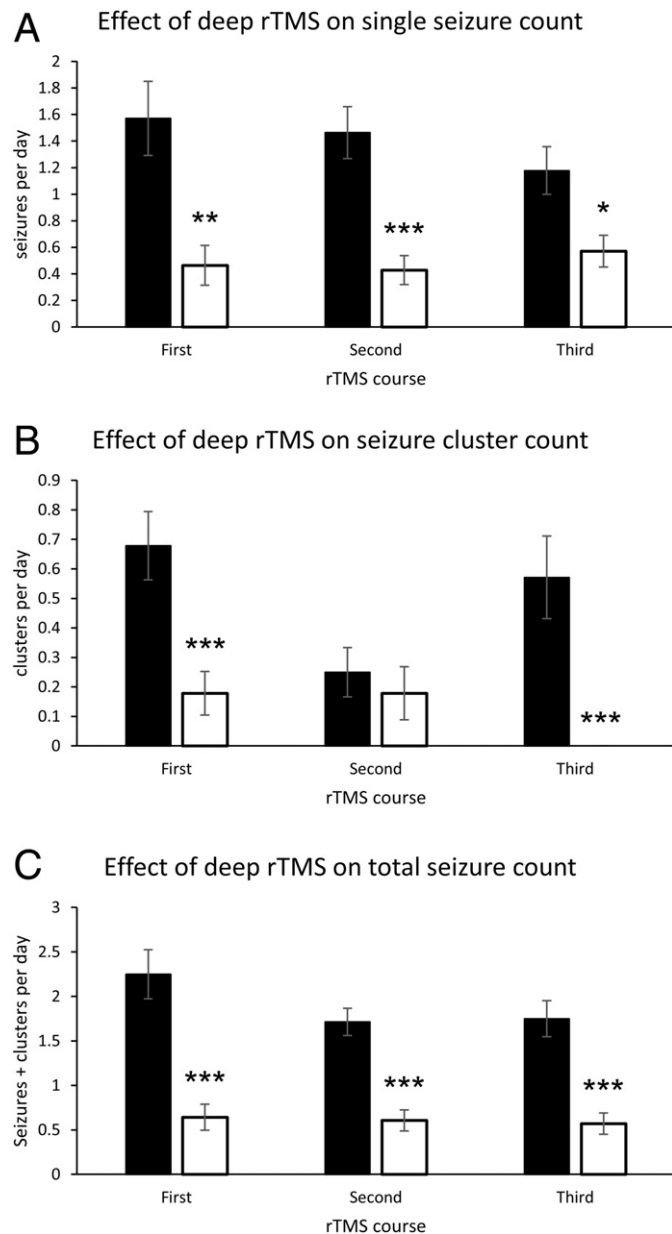 A
Effect of deep rTMS on single seizure count
seizures per day
2
1.8
1.6
1.4
1.2
1
0.8
0.6
0.4
0.2
0
**
***
*
First Second Third
rTMS course
B
Effect of deep rTMS on seizure cluster count
clusters per day
0.9
0.8
0.7
0.6
0.5
0.4
0.3
0.2
0.1
0
***
***
First Second Third
rTMS course
C
Effect of deep rTMS on total seizure count
Seizures + clusters per day
3
2.5
2
1.5
1
0.5
0
*** *** ***
First Second Third
rTMS course